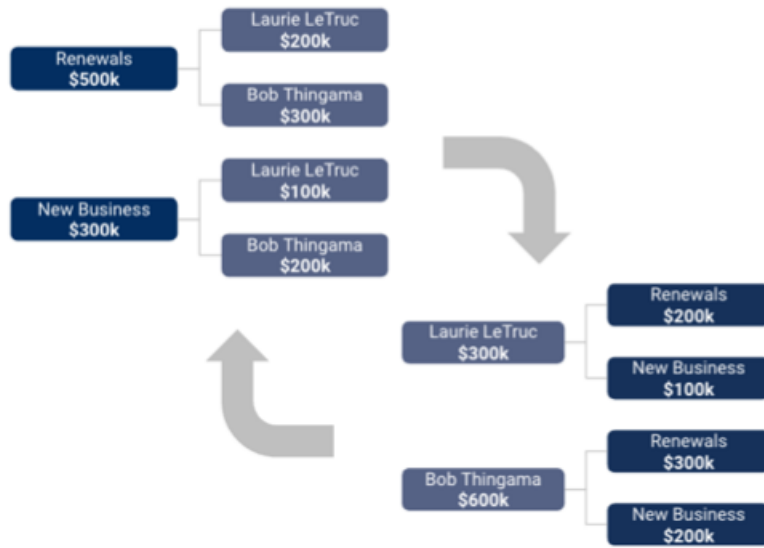 Renewals
$500k
Laurie LeTruc
$200k
Bob Thingama
$300k
New Business
$300k
Laurie LeTruc
$100k
Bob Thingama
$200k
Laurie LeTruc
$300k
Renewals
$200k
New Business
$100k
Bob Thingama
$600k
Renewals
$300k
New Business
$200k